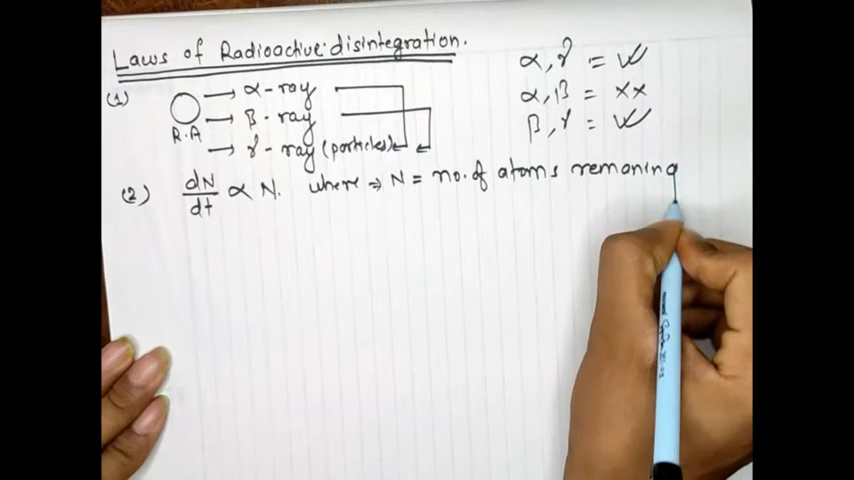 Laws of Radioactive disintegration.
α, γ = ✓
(1) → α - ray
α, β = ××
R.A → β - ray
β, γ = ✓
→ γ - ray (particles)
(2) dN/dt ∝ N. where ⇒ N = no. of atoms remaning